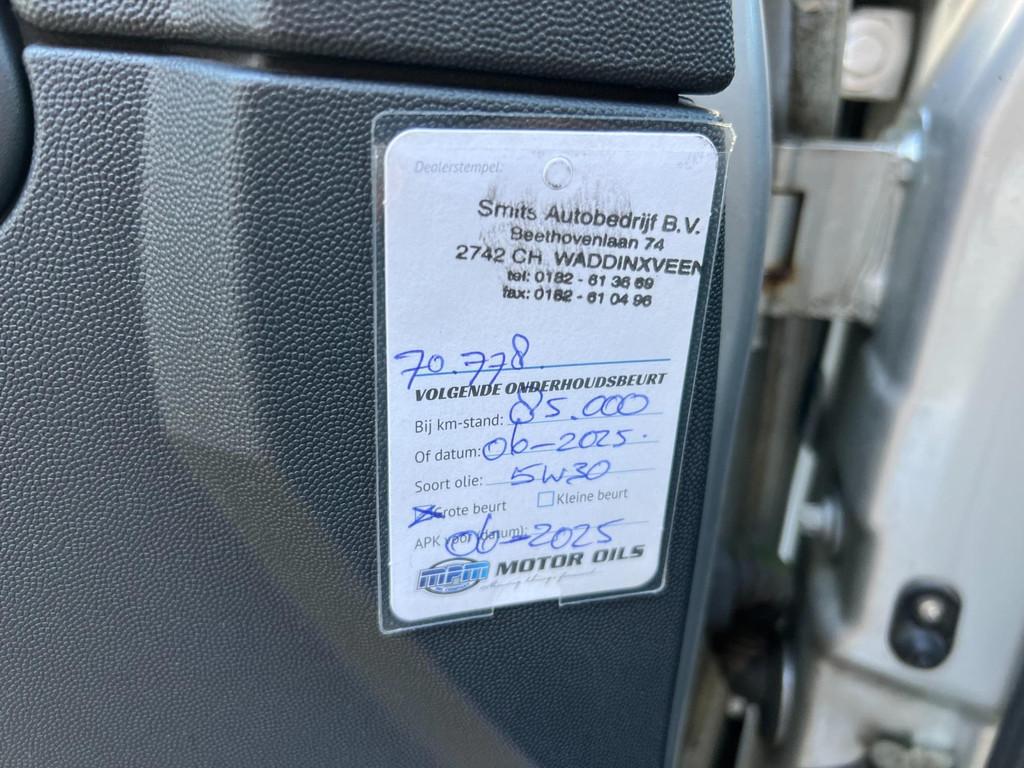 Dealerstempel:
Smits Autobedrijf B.V.
Beethovenlaan 74
2742 CH WADDINXVEEN
tel: 0182 - 61 36 69
fax: 0182 - 61 04 96
70.778
VOLGENDE ONDERHOUDSBEURT
Bij km-stand: 85.000
Of datum: 06-2025.
Soort olie: 5W30
Grote beurt Kleine beurt
APK voor (datum): 06-2025
mpm MOTOR OILS